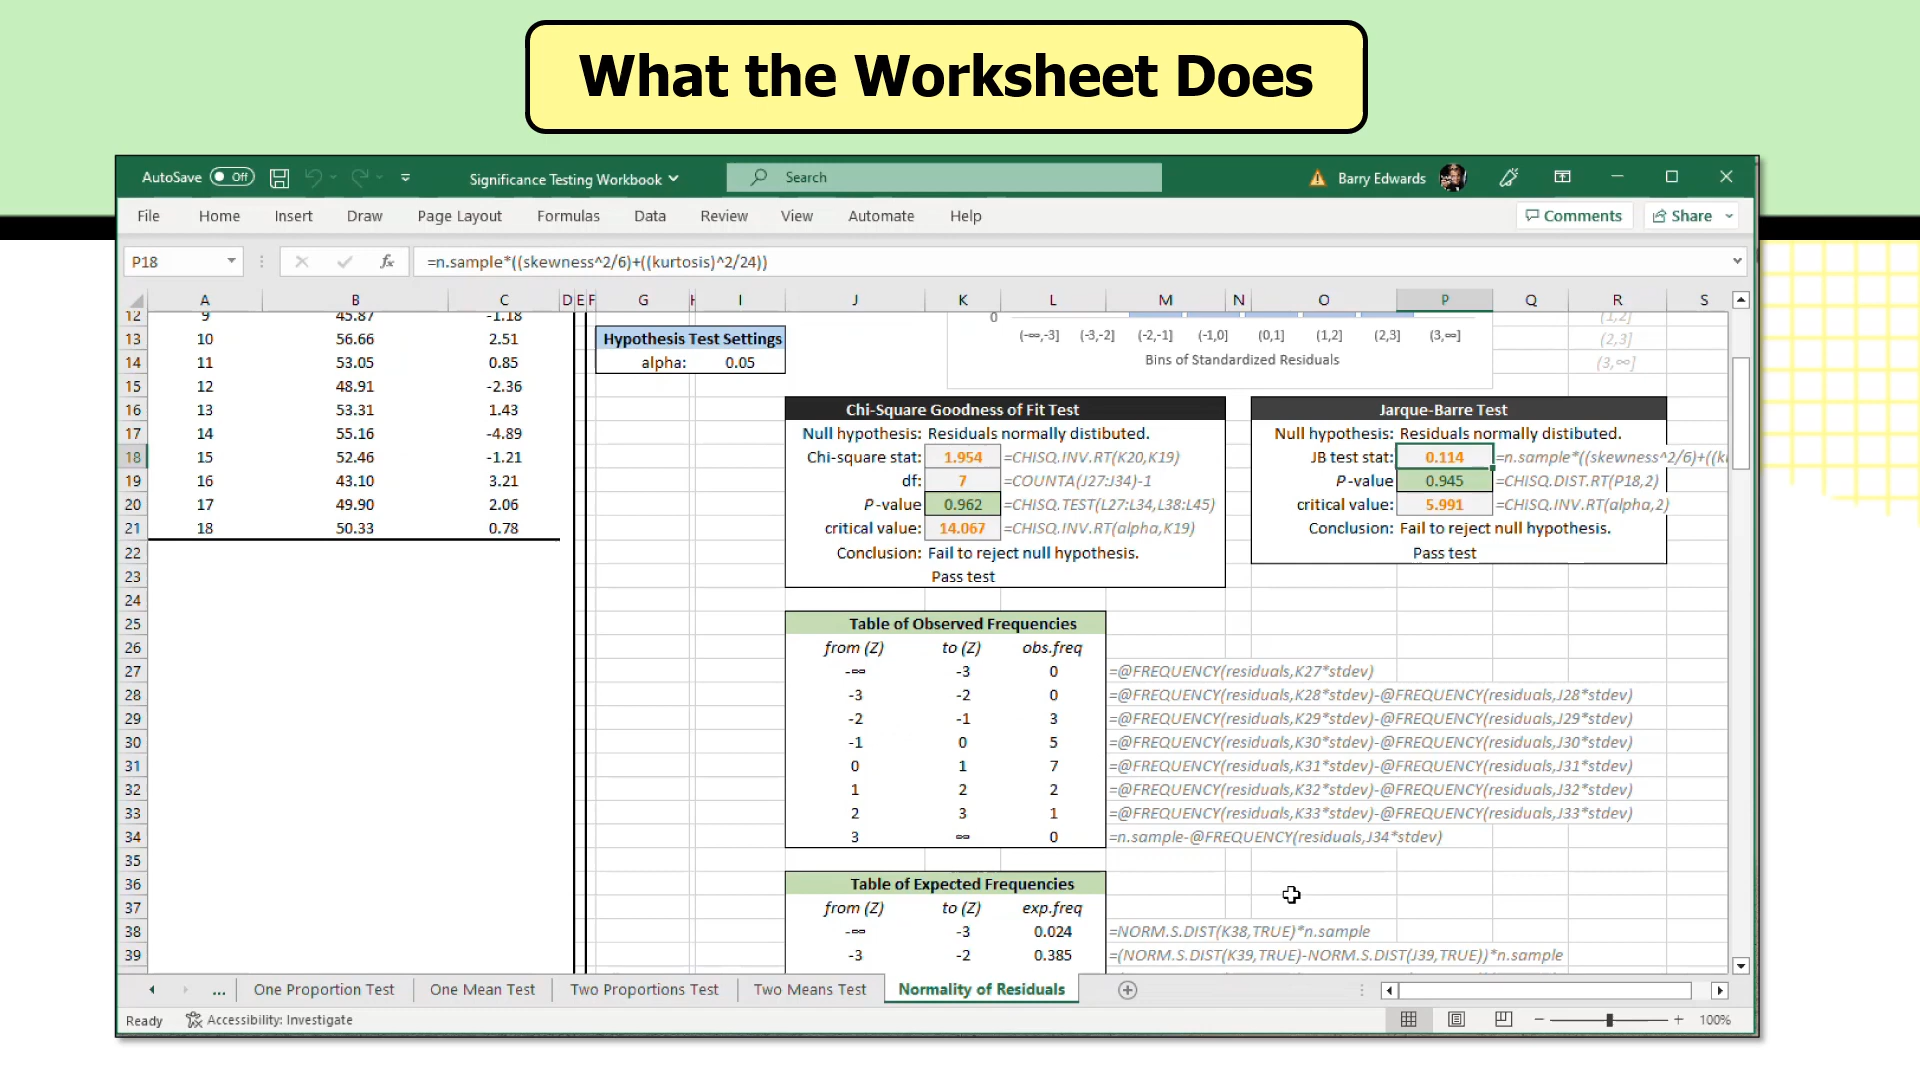 What the Worksheet Does
AutoSave Off Significance Testing Workbook Search Barry Edwards
File Home Insert Draw Page Layout Formulas Data Review View Automate Help Comments Share
P18 fx =n.sample*((skewness^2/6)+((kurtosis)^2/24))
A B C D E F G H I J K L M N O P Q R S
12 9 45.87 -1.18 0 (1,2]
(-∞,-3] (-3,-2] (-2,-1] (-1,0] (0,1] (1,2] (2,3] (3,∞]
13 10 56.66 2.51 Hypothesis Test Settings (2,3]
14 11 53.05 0.85 alpha: 0.05 Bins of Standardized Residuals (3,∞]
15 12 48.91 -2.36
16 13 53.31 1.43 Chi-Square Goodness of Fit Test Jarque-Barre Test
17 14 55.16 -4.89 Null hypothesis: Residuals normally distibuted. Null hypothesis: Residuals normally distibuted.
18 15 52.46 -1.21 Chi-square stat: 1.954 =CHISQ.INV.RT(K20,K19) JB test stat: 0.114 =n.sample*((skewness^2/6)+((
19 16 43.10 3.21 df: 7 =COUNTA(J27:J34)-1 P-value 0.945 =CHISQ.DIST.RT(P18,2)
20 17 49.90 2.06 P-value 0.962 =CHISQ.TEST(L27:L34,L38:L45) critical value: 5.991 =CHISQ.INV.RT(alpha,2)
21 18 50.33 0.78 critical value: 14.067 =CHISQ.INV.RT(alpha,K19) Conclusion: Fail to reject null hypothesis.
22 Conclusion: Fail to reject null hypothesis. Pass test
23 Pass test
24
25 Table of Observed Frequencies
26 from (Z) to (Z) obs.freq
27 -∞ -3 0 =@FREQUENCY(residuals,K27*stdev)
28 -3 -2 0 =@FREQUENCY(residuals,K28*stdev)-@FREQUENCY(residuals,J28*stdev)
29 -2 -1 3 =@FREQUENCY(residuals,K29*stdev)-@FREQUENCY(residuals,J29*stdev)
30 -1 0 5 =@FREQUENCY(residuals,K30*stdev)-@FREQUENCY(residuals,J30*stdev)
31 0 1 7 =@FREQUENCY(residuals,K31*stdev)-@FREQUENCY(residuals,J31*stdev)
32 1 2 2 =@FREQUENCY(residuals,K32*stdev)-@FREQUENCY(residuals,J32*stdev)
33 2 3 1 =@FREQUENCY(residuals,K33*stdev)-@FREQUENCY(residuals,J33*stdev)
34 3 ∞ 0 =n.sample-@FREQUENCY(residuals,J34*stdev)
35
36 Table of Expected Frequencies
37 from (Z) to (Z) exp.freq
38 -∞ -3 0.024 =NORM.S.DIST(K38,TRUE)*n.sample
39 -3 -2 0.385 =(NORM.S.DIST(K39,TRUE)-NORM.S.DIST(J39,TRUE))*n.sample
... One Proportion Test One Mean Test Two Proportions Test Two Means Test Normality of Residuals
Ready Accessibility: Investigate 100%